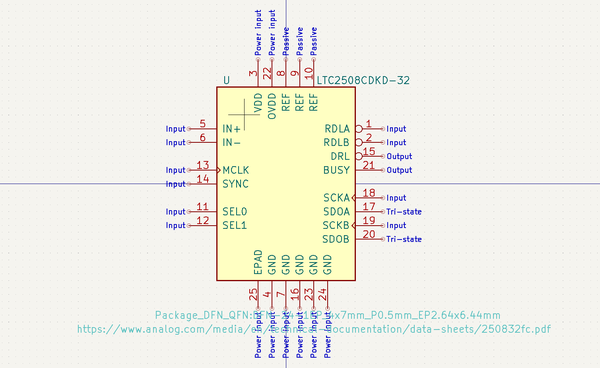 Power input Power input Passive Passive Passive
3 22 8 9 10
U LTC2508CDKD-32
VDD OVDD REF REF REF
Input 5 IN+ RDLA 1 Input
Input 6 IN- RDLB 2 Input
DRL 15 Output
Input 13 MCLK BUSY 21 Output
Input 14 SYNC
SCKA 18 Input
Input 11 SEL0 SDOA 17 Tri-state
Input 12 SEL1 SCKB 19 Input
SDOB 20 Tri-state
EPAD GND GND GND GND GND
25 4 7 16 23 24
Power input Power input Power input Power input Power input Power input
x7mm_P0.5mm_EP2.64x6.44mm
https://www.analog.com/media/en/technical-documentation/data-sheets/250832fc.pdf